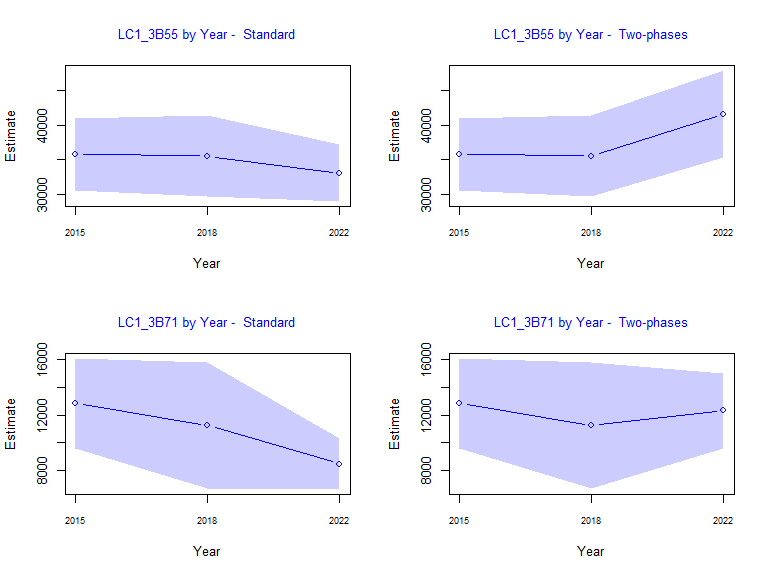 LC1_3B55 by Year -  Standard
Estimate
40000
30000
2015
2018
2022
Year
LC1_3B55 by Year -  Two-phases
Estimate
40000
30000
2015
2018
2022
Year
LC1_3B71 by Year -  Standard
Estimate
16000
12000
8000
2015
2018
2022
Year
LC1_3B71 by Year -  Two-phases
Estimate
16000
12000
8000
2015
2018
2022
Year